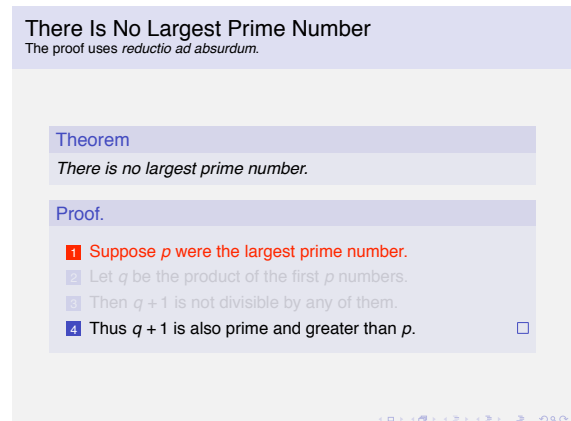 There Is No Largest Prime Number
The proof uses reductio ad absurdum.
Theorem
There is no largest prime number.
Proof.
1 Suppose p were the largest prime number.
2 Let q be the product of the first p numbers.
3 Then q + 1 is not divisible by any of them.
4 Thus q + 1 is also prime and greater than p.